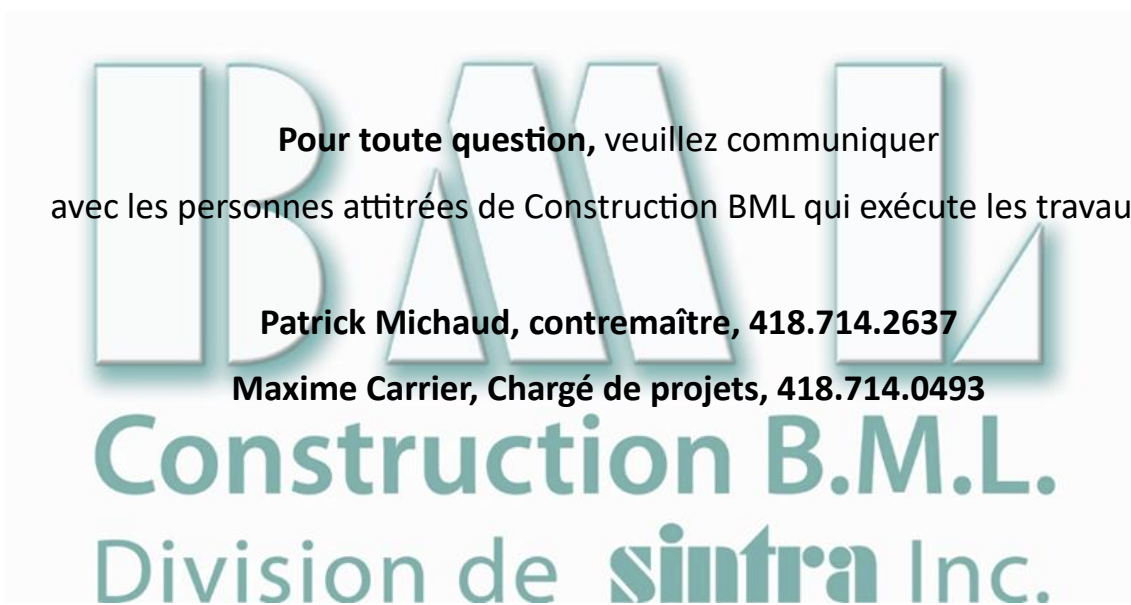 BML
Pour toute question, veuillez communiquer
avec les personnes attitrées de Construction BML qui exécute les travau
Patrick Michaud, contremaître, 418.714.2637
Maxime Carrier, Chargé de projets, 418.714.0493
Construction B.M.L.
Division de sintra Inc.